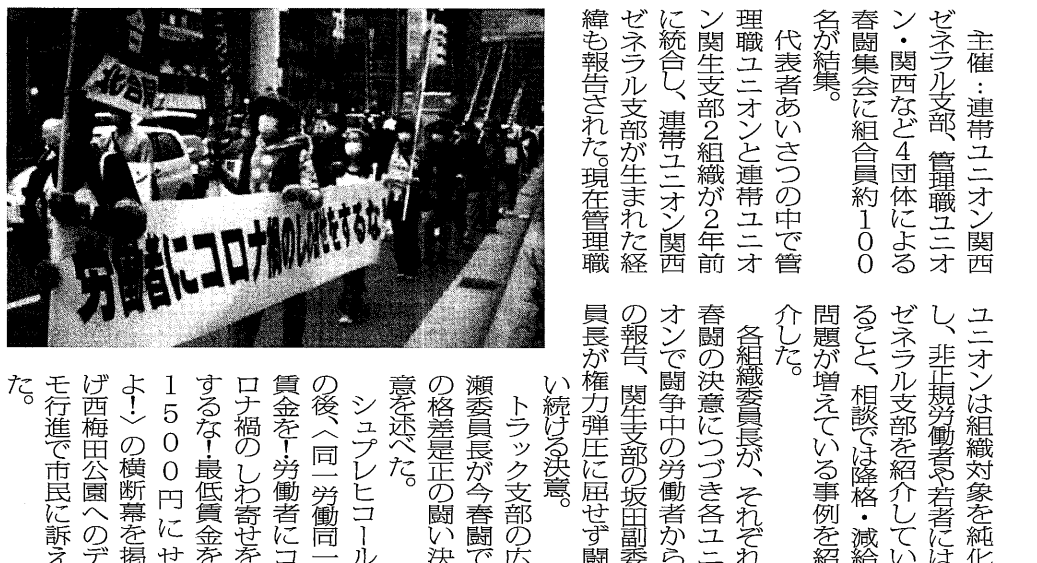 主催：連帯ユニオン関西
ゼネラル支部、管理職ユニオ
ン・関西など４団体による
春闘集会に組合員約１００
名が結集。
代表者あいさつの中で管
理職ユニオンと連帯ユニオ
ン関生支部２組織が２年前
に統合し、連帯ユニオン関西
ゼネラル支部が生まれた経
緯も報告された。現在管理職
ユニオンは組織対象を純化
し、非正規労働者や若者には
ゼネラル支部を紹介してい
ること、相談では降格・減給
問題が増えている事例を紹
介した。
各組織委員長が、それぞれ
春闘の決意につづき各ユニ
オンで闘争中の労働者から
の報告、関生支部の坂田副委
員長が権力弾圧に屈せず闘
い続ける決意。
トラック支部の広
瀬委員長が今春闘で
の格差是正の闘い決
意を述べた。
シュプレヒコール
の後、〈同一労働同一
賃金を！労働者にコ
ロナ禍のしわ寄せを
するな！最低賃金を
１５００円にせ
よ！〉の横断幕を掲
げ西梅田公園へのデ
モ行進で市民に訴え
た。
北合同
労働者にコロナ禍のしわ寄せをするな！